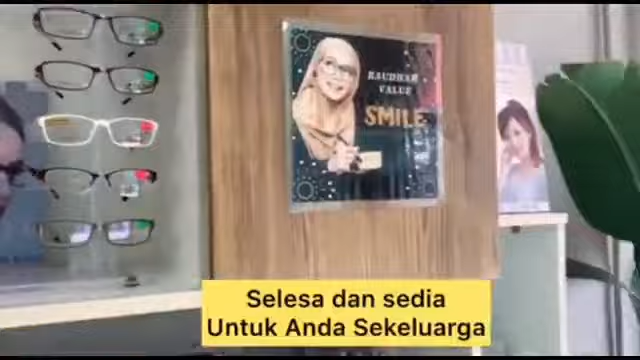 RAUDHAH
VALUE
SMILE
Selesa dan sedia
Untuk Anda Sekeluarga